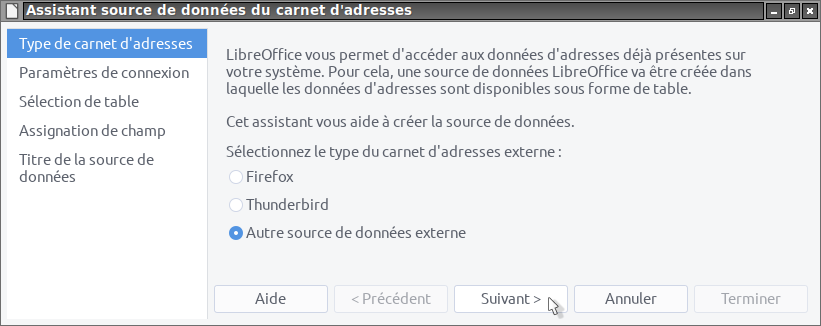 Assistant source de données du carnet d'adresses
Type de carnet d'adresses
Paramètres de connexion
Sélection de table
Assignation de champ
Titre de la source de
données
LibreOffice vous permet d'accéder aux données d'adresses déjà présentes sur
votre système. Pour cela, une source de données LibreOffice va être créée dans
laquelle les données d'adresses sont disponibles sous forme de table.
Cet assistant vous aide à créer la source de données.
Sélectionnez le type du carnet d'adresses externe :
Firefox
Thunderbird
Autre source de données externe
Aide
< Précédent
Suivant >
Annuler
Terminer